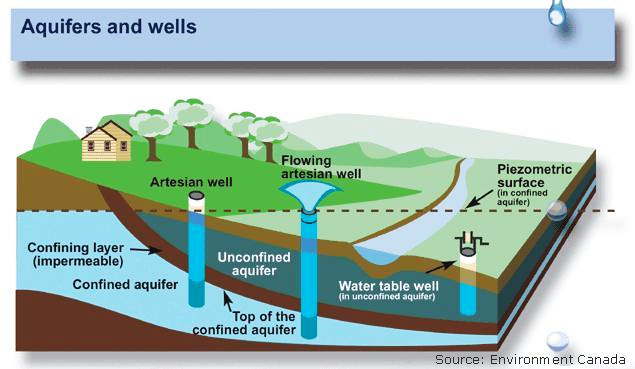 Aquifers and wells
Flowing
artesian well
Artesian well
Piezometric
surface
(in confined
aquifer)
Confining layer
(impermeable)
Unconfined
aquifer
Confined aquifer
Water table well
(in unconfined aquifer)
Top of the
confined aquifer
Source: Environment Canada